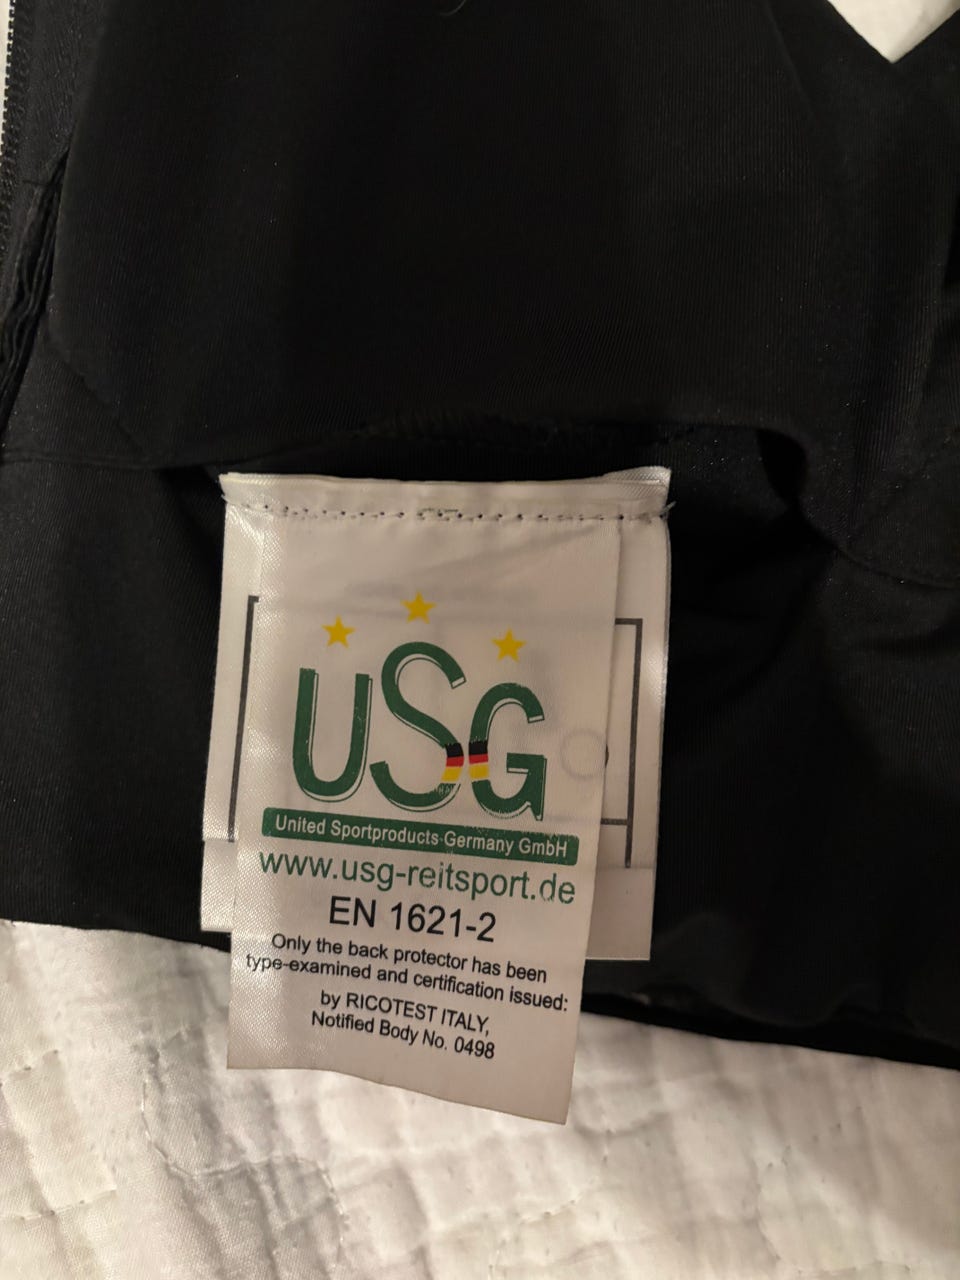 USG
United Sportproducts Germany GmbH
www.usg-reitsport.de
EN 1621-2
Only the back protector has been
type-examined and certification issued:
by RICOTEST ITALY,
Notified Body No. 0498